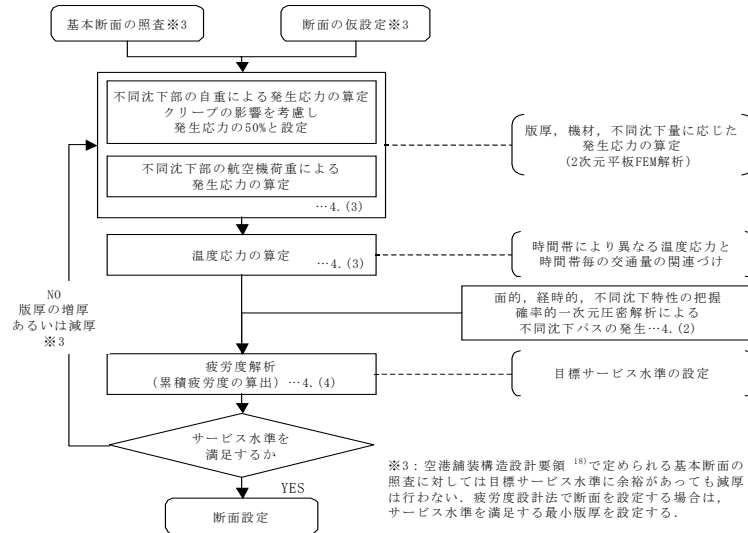 基本断面の照査※3
断面の仮設定※3
不同沈下部の自重による発生応力の算定
クリープの影響を考慮し
発生応力の50%と設定
不同沈下部の航空機荷重による
発生応力の算定
…4.(3)
版厚，機材，不同沈下量に応じた
発生応力の算定
(2次元平板FEM解析)
温度応力の算定
…4.(3)
時間帯により異なる温度応力と
時間帯毎の交通量の関連づけ
NO
版厚の増厚
あるいは減厚
※3
面的，経時的，不同沈下特性の把握
確率的一次元圧密解析による
不同沈下パスの発生…4.(2)
疲労度解析
(累積疲労度の算出)…4.(4)
目標サービス水準の設定
サービス水準を
満足するか
YES
断面設定
※3：空港舗装構造設計要領 18)で定められる基本断面の
照査に対しては目標サービス水準に余裕があっても減厚
は行わない．疲労度設計法で断面を設定する場合は，
サービス水準を満足する最小版厚を設定する．